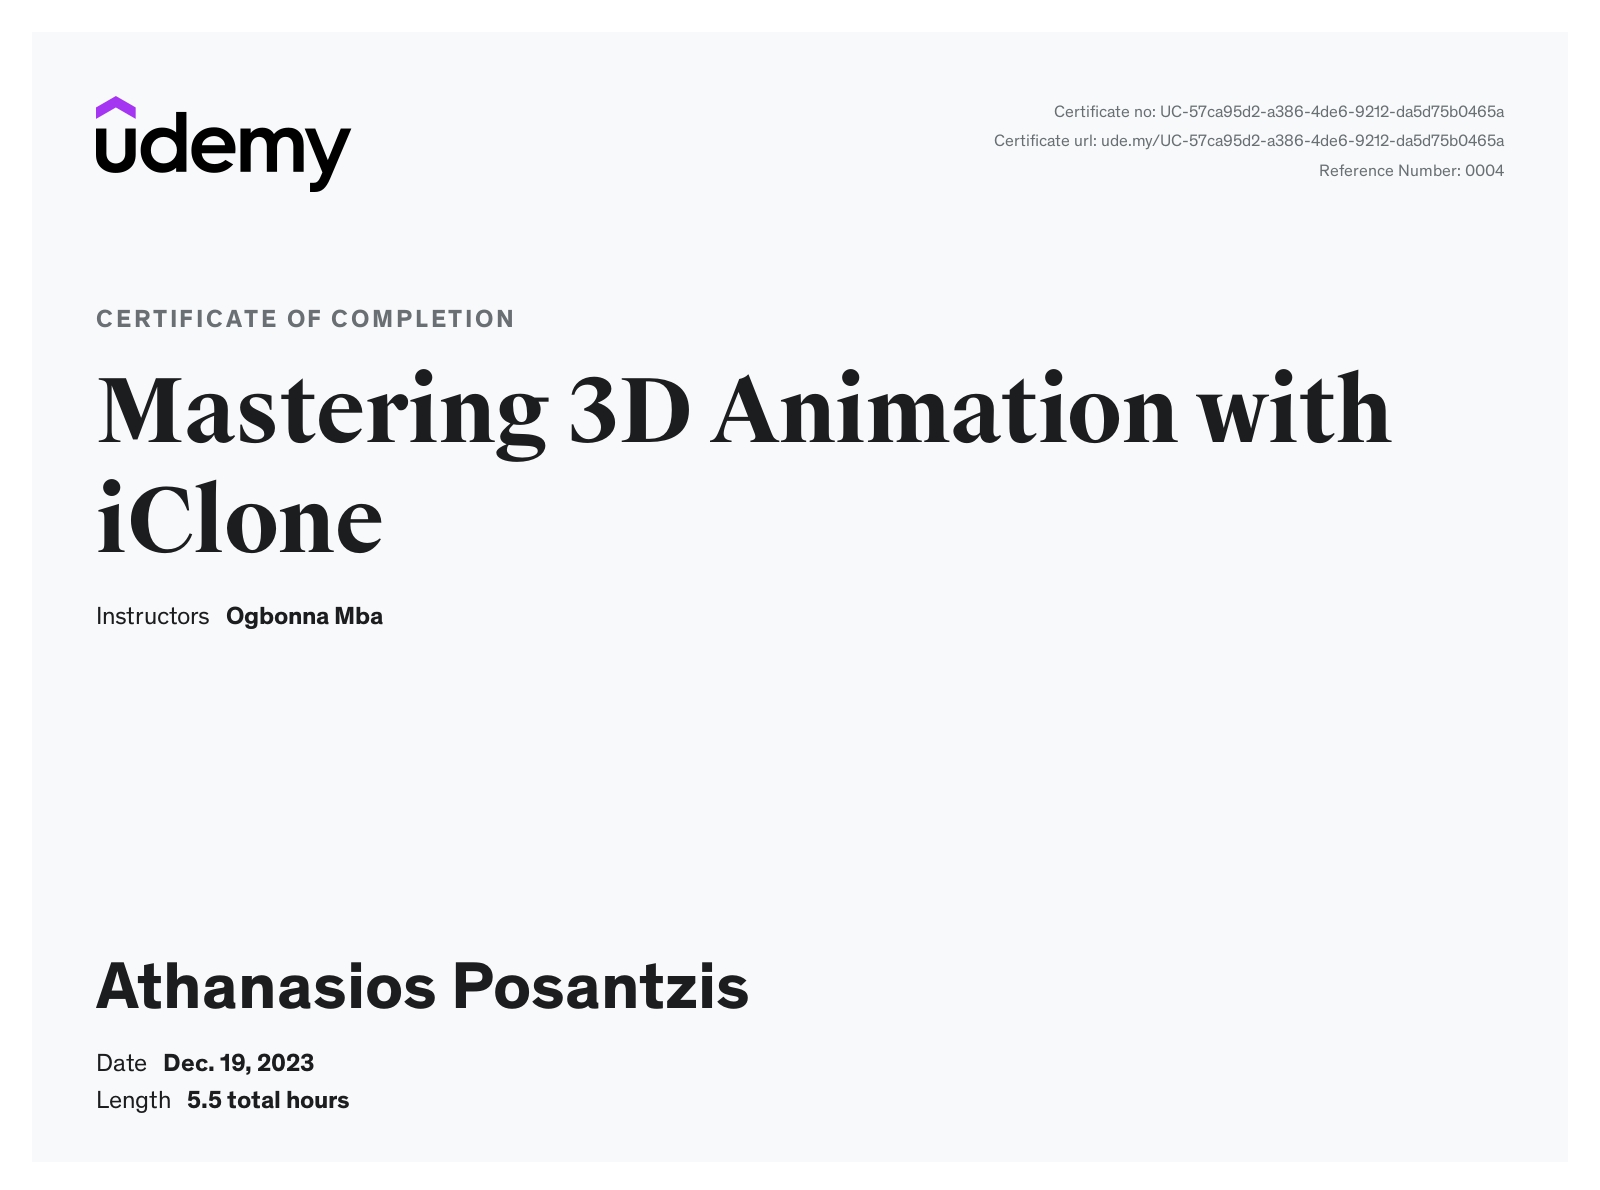 udemy
Certificate no: UC-57ca95d2-a386-4de6-9212-da5d75b0465a
Certificate url: ude.my/UC-57ca95d2-a386-4de6-9212-da5d75b0465a
Reference Number: 0004
CERTIFICATE OF COMPLETION
Mastering 3D Animation with
iClone
Instructors Ogbonna Mba
Athanasios Posantzis
Date Dec. 19, 2023
Length 5.5 total hours